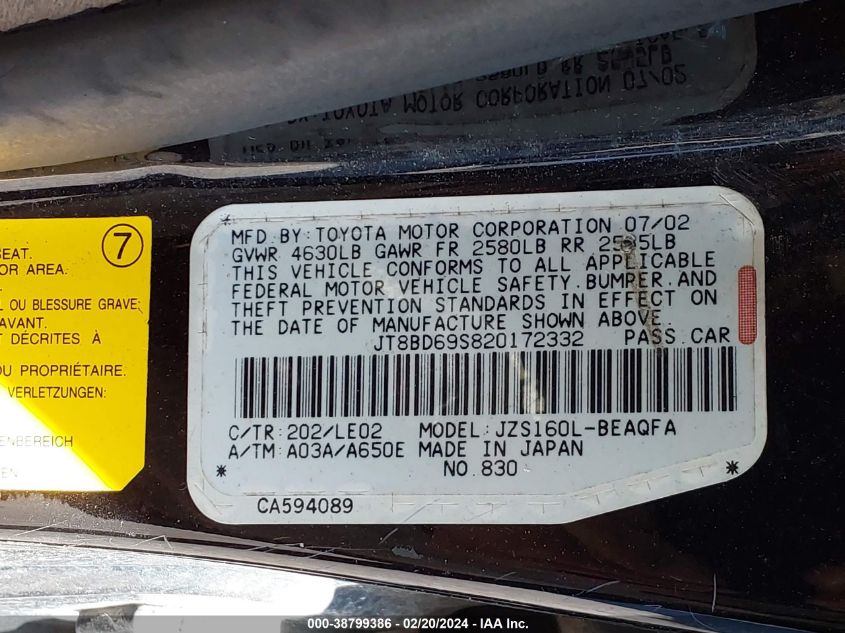 CORPORATION 07/02
TOYOTA MOTOR
7
SEAT.
OR AREA.
L OU BLESSURE GRAVE
AVANT.
T DÉCRITES À
DU PROPRIÉTAIRE.
VERLETZUNGEN:
ENBEREICH
EN.
MFD.BY:TOYOTA MOTOR CORPORATION 07/02
GVWR 4630LB GAWR FR 2580LB RR LB
THIS VEHICLE CONFORMS TO ALL APPLICABLE
FEDERAL MOTOR VEHICLE SAFETY.BUMPER.AND
THEFT PREVENTION STANDARDS IN EFFECT ON
THE DATE OF MANUFACTURE SHOWN ABOVE.
JT8BD69S820172332 PASS.CAR
C/TR:202/LE02 MODEL:JZS160L-BEAQFA
A/TM:A03A/A650E MADE IN JAPAN
* NO.830 *
CA594089
000-38799386 - 02/20/2024 - IAA Inc.